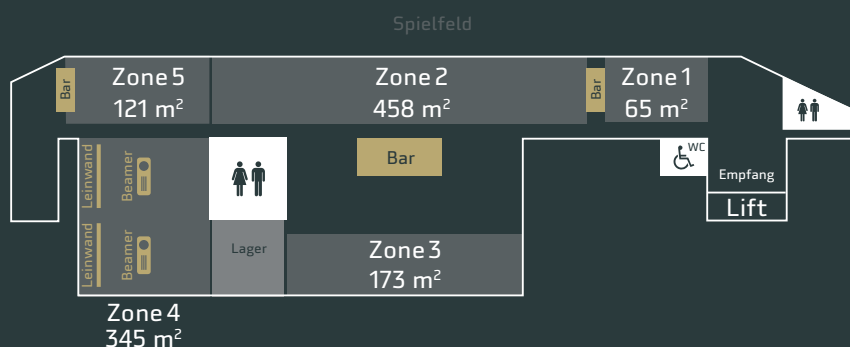 Spielfeld
Bar
Zone 5
121 m²
Zone 2
458 m²
Bar
Zone 1
65 m²
Leinwand
Beamer
Bar
WC
Empfang
Lift
Leinwand
Beamer
Lager
Zone 3
173 m²
Zone 4
345 m²